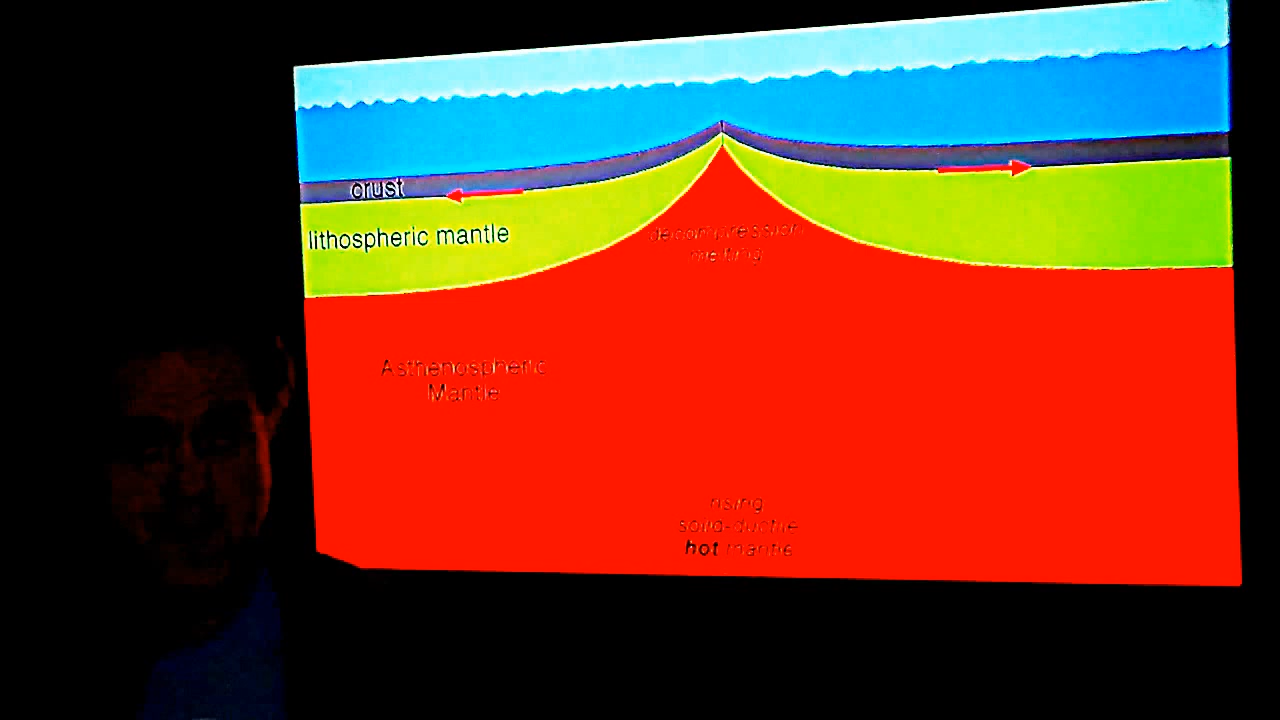 crust
lithospheric mantle
decompression
melting
Asthenospheric
Mantle
rising
solid-ductile
hot mantle